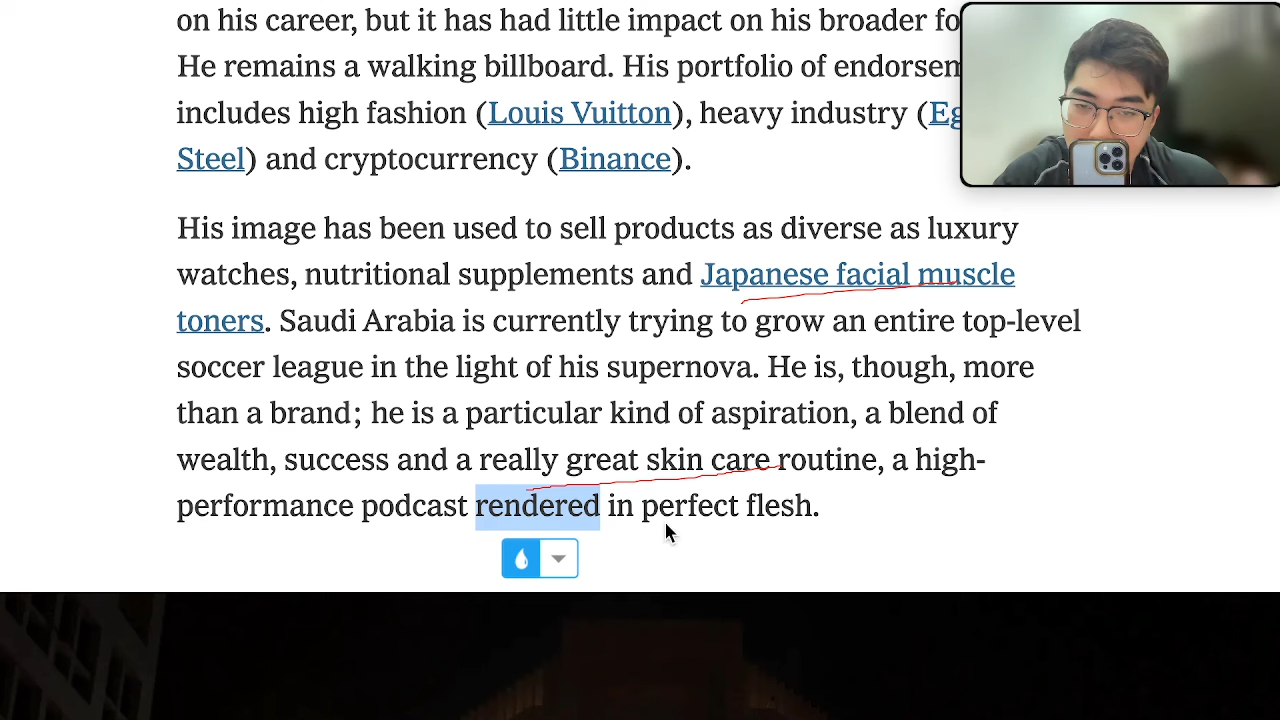 on his career, but it has had little impact on his broader
He remains a walking billboard. His portfolio of
includes high fashion (Louis Vuitton), heavy industry (
Steel) and cryptocurrency (Binance).
His image has been used to sell products as diverse as luxury
watches, nutritional supplements and Japanese facial muscle
toners. Saudi Arabia is currently trying to grow an entire top-level
soccer league in the light of his supernova. He is, though, more
than a brand; he is a particular kind of aspiration, a blend of
wealth, success and a really great skin care routine, a high-
performance podcast rendered in perfect flesh.